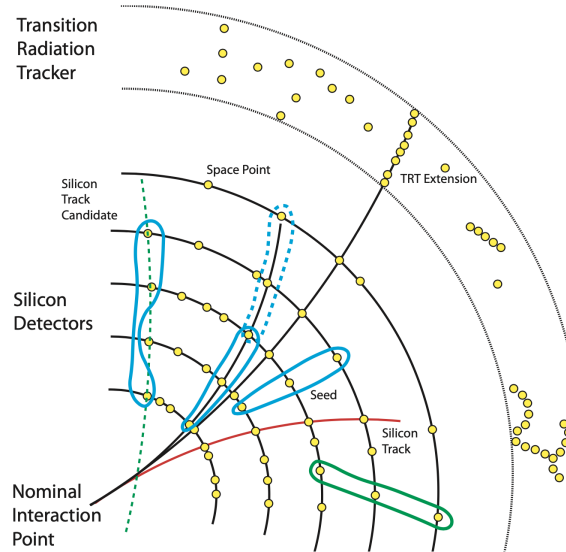 Transition
Radiation
Tracker
Space Point
TRT Extension
Silicon
Track
Candidate
Silicon
Detectors
Seed
Silicon
Track
Nominal
Interaction
Point